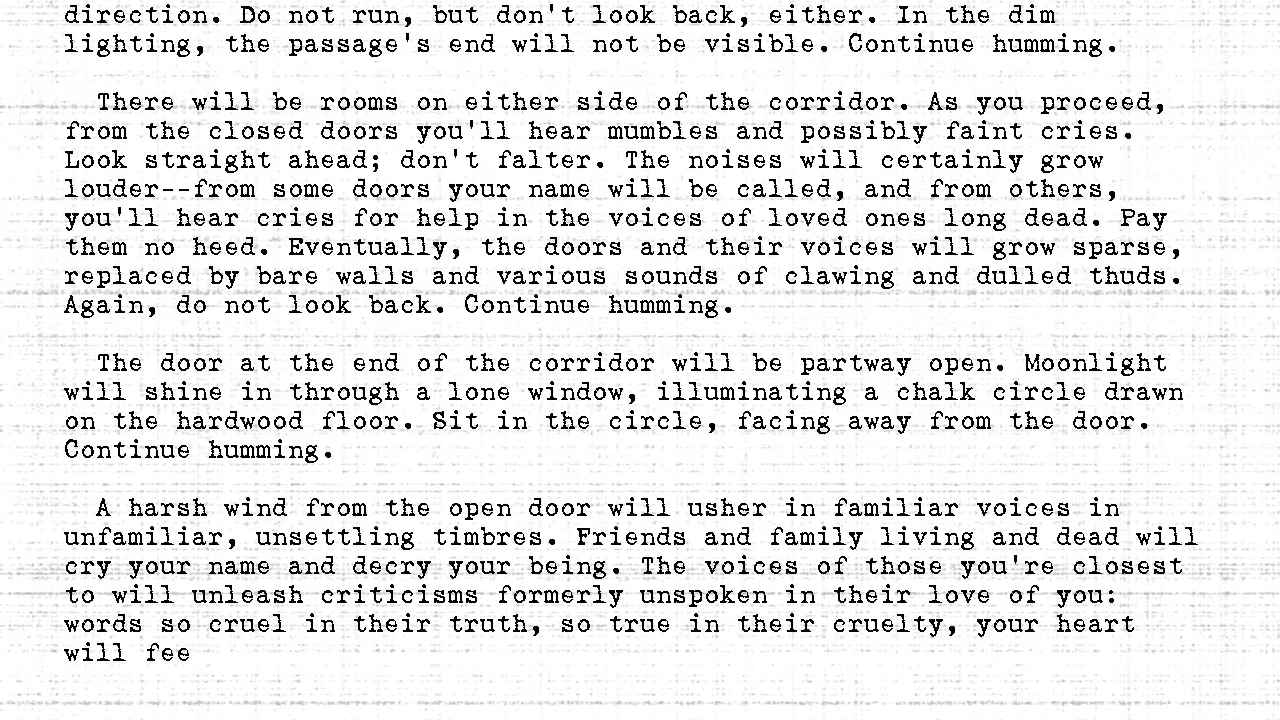 direction. Do not run, but don't look back, either. In the dim
lighting, the passage's end will not be visible. Continue humming.
There will be rooms on either side of the corridor. As you proceed,
from the closed doors you'll hear mumbles and possibly faint cries.
Look straight ahead; don't falter. The noises will certainly grow
louder--from some doors your name will be called, and from others,
you'll hear cries for help in the voices of loved ones long dead. Pay
them no heed. Eventually, the doors and their voices will grow sparse,
replaced by bare walls and various sounds of clawing and dulled thuds.
Again, do not look back. Continue humming.
The door at the end of the corridor will be partway open. Moonlight
will shine in through a lone window, illuminating a chalk circle drawn
on the hardwood floor. Sit in the circle, facing away from the door.
Continue humming.
A harsh wind from the open door will usher in familiar voices in
unfamiliar, unsettling timbres. Friends and family living and dead will
cry your name and decry your being. The voices of those you're closest
to will unleash criticisms formerly unspoken in their love of you:
words so cruel in their truth, so true in their cruelty, your heart
will fee